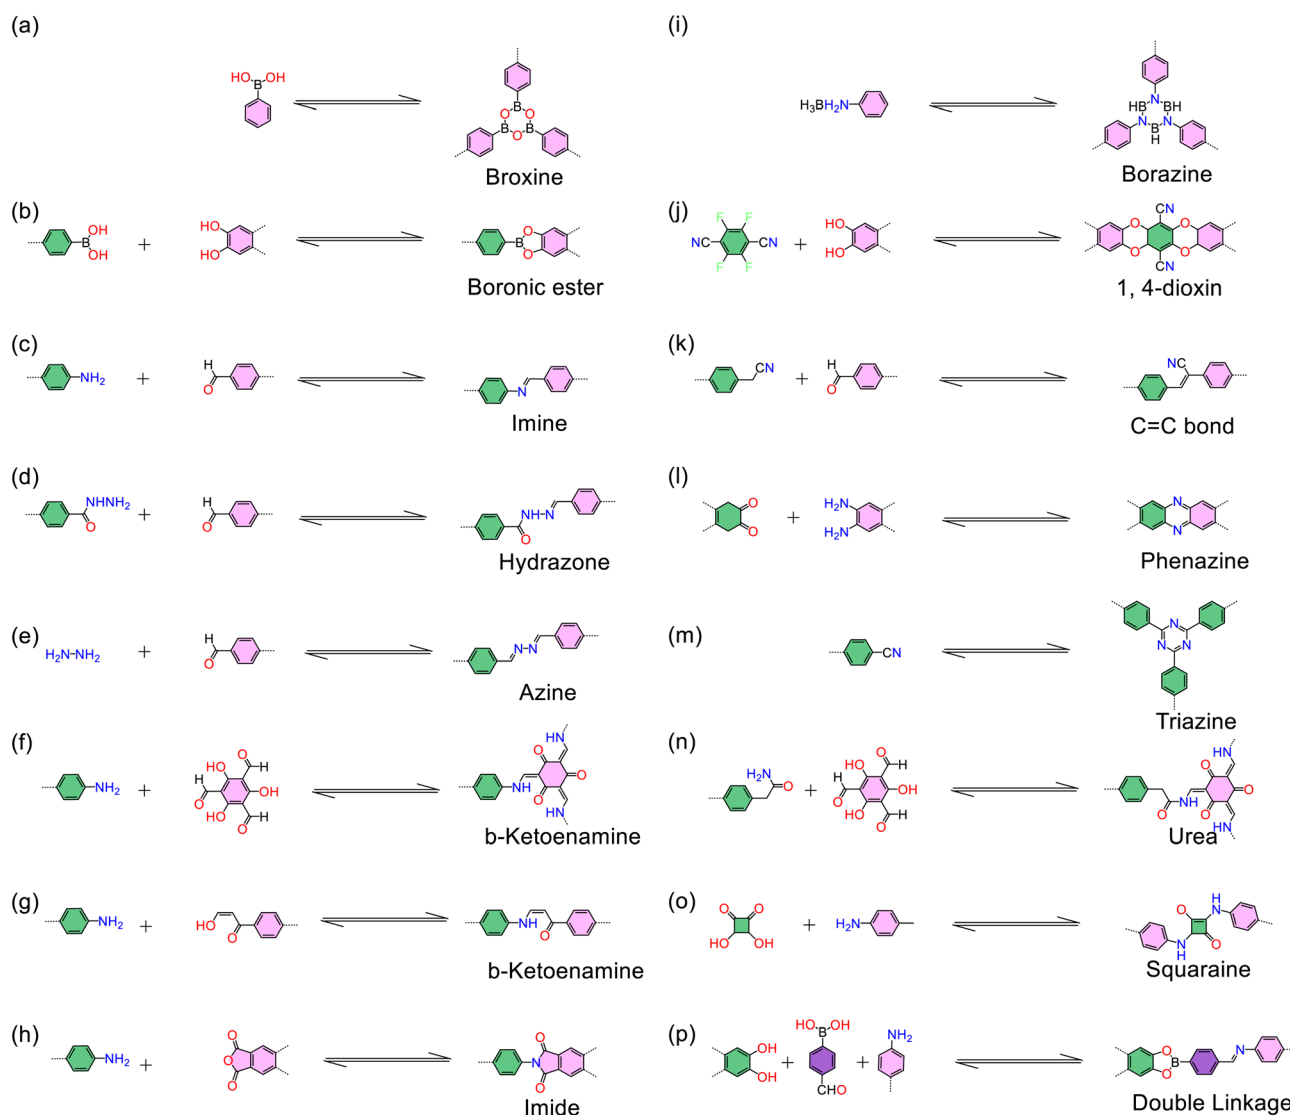 (a)
HO OH
B
B
O O
B B
O
Broxine
(b)
OH
B
OH
+
HO
HO
O
B
O
Boronic ester
(c)
NH2
+
H
O
N
Imine
(d)
NHNH2
O
+
H
O
NH-N
O
Hydrazone
(e)
H2N-NH2
+
H
O
N-N
Azine
(f)
NH2
+
O H
HO
H
O
OH
HO
H
O
HN
O
N
H
O
O
HN
b-Ketoenamine
(g)
NH2
+
HO
O
H
N
O
b-Ketoenamine
(h)
NH2
+
O
O
O
O
N
O
Imide
(i)
H3BH2N
N
HB BH
N N
B
H
Borazine
(j)
F F
NC CN
F F
+
HO
HO
CN
O O
O O
CN
1, 4-dioxin
(k)
CN
+
H
O
NC
C=C bond
(l)
O
O
+
H2N
H2N
N
N
Phenazine
(m)
CN
N
N N
Triazine
(n)
H2N
O
+
O H
HO
H
O
OH
HO
H
O
HN
O
O
NH
O
O
HN
Urea
(o)
O O
HO OH
+
H2N
O
H
N
N
H
O
Squaraine
(p)
OH
OH
+
HO OH
B
CHO
+
NH2
O
B
O
N
Double Linkage